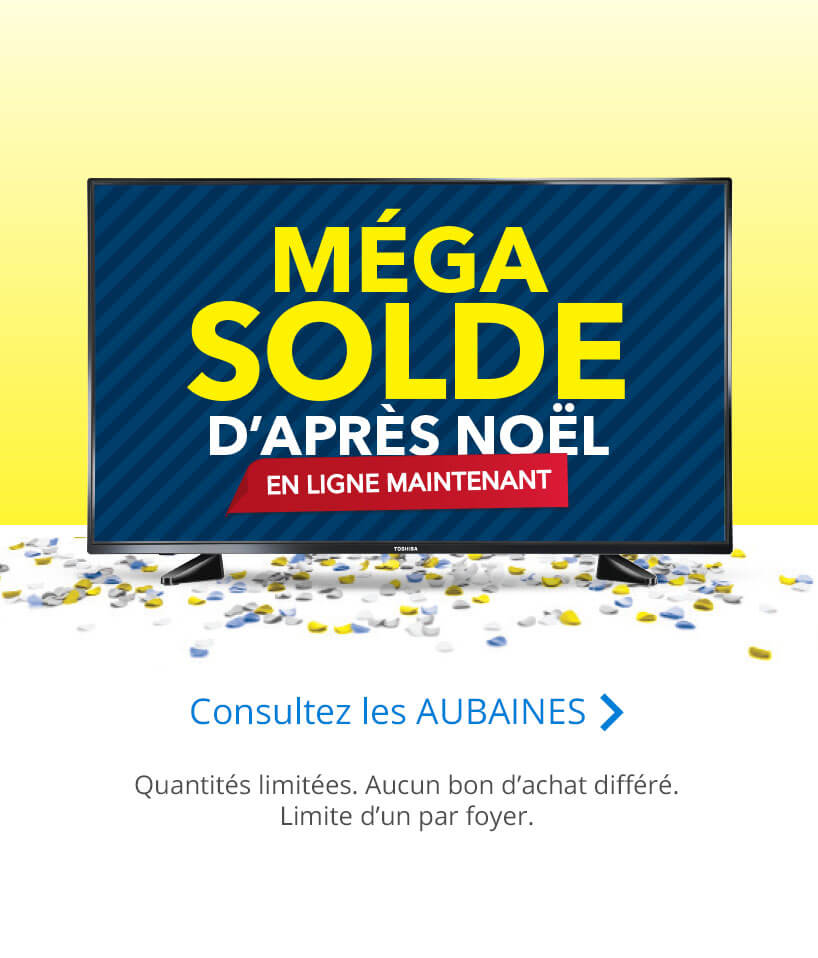 MÉGA
SOLDE
D'APRÈS NOËL
EN LIGNE MAINTENANT
TOSHIBA
Consultez les AUBAINES
Quantités limitées. Aucun bon d'achat différé.
Limite d'un par foyer.